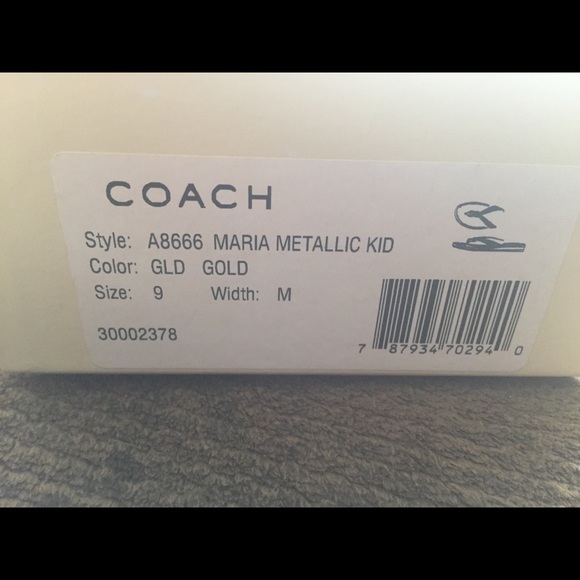 COACH
Style: A8666 MARIA METALLIC KID
Color: GLD GOLD
Size: 9 Width: M
30002378
7 87934 70294 0